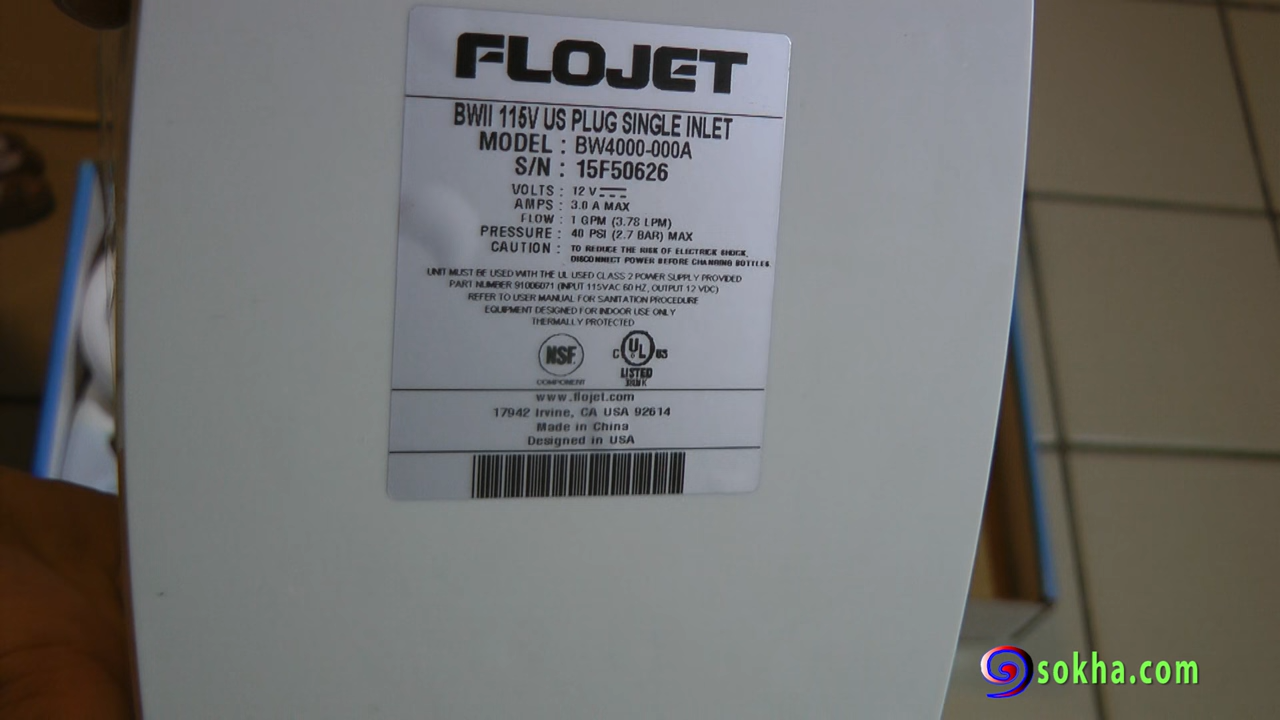 FLOJET
BWII 115V US PLUG SINGLE INLET
MODEL : BW4000-000A
S/N : 15F50626
VOLTS : 12 V
AMPS : 3.0 A MAX
FLOW : 1 GPM (3.78 LPM)
PRESSURE : 40 PSI (2.7 BAR) MAX
CAUTION : TO REDUCE THE RISK OF ELECTRICK SHOCK,
DISCONNECT POWER BEFORE CHANGING BOTTLES.
UNIT MUST BE USED WITH THE UL USED CLASS 2 POWER SUPPLY PROVIDED
PART NUMBER 91006071 (INPUT 115VAC 60 HZ, OUTPUT 12 VDC)
REFER TO USER MANUAL FOR SANITATION PROCEDURE
EQUIPMENT DESIGNED FOR INDOOR USE ONLY
THERMALLY PROTECTED
NSF
COMPONENT
C UL
LISTED
www.flojet.com
17942 Irvine, CA USA 92614
Made in China
Designed in USA
sokha.com